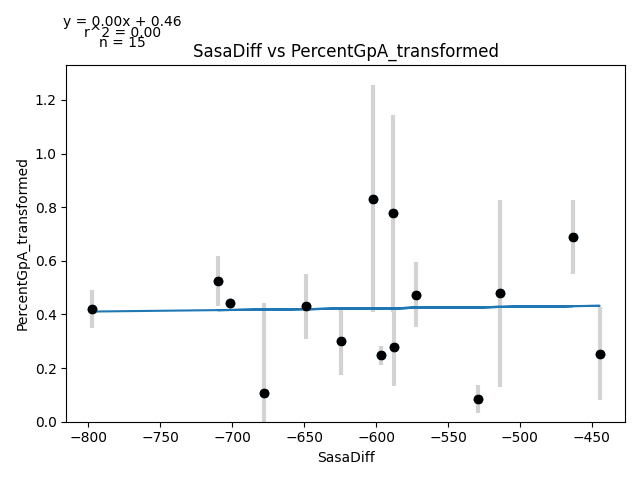 y = 0.00x + 0.46
r^2 = 0.00
n = 15
SasaDiff vs PercentGpA_transformed
PercentGpA_transformed
1.2
1.0
0.8
0.6
0.4
0.2
0.0
−800 −750 −700 −650 −600 −550 −500 −450
SasaDiff